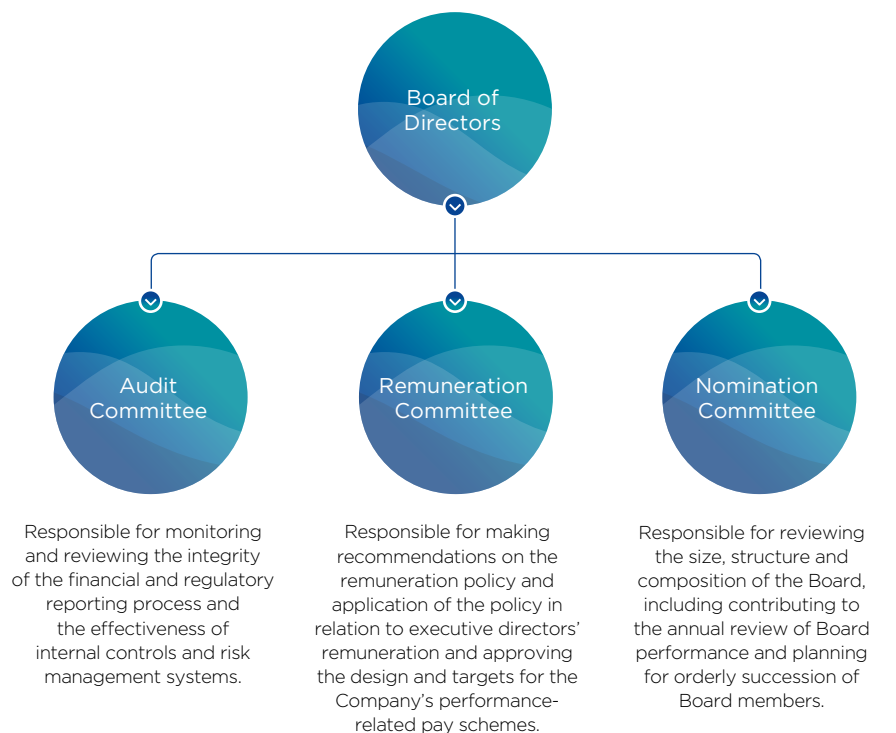 Board of
Directors
Audit
Committee
Remuneration
Committee
Nomination
Committee
Responsible for monitoring
and reviewing the integrity
of the financial and regulatory
reporting process and
the effectiveness of
internal controls and risk
management systems.
Responsible for making
recommendations on the
remuneration policy and
application of the policy in
relation to executive directors’
remuneration and approving
the design and targets for the
Company’s performance-
related pay schemes.
Responsible for reviewing
the size, structure and
composition of the Board,
including contributing to
the annual review of Board
performance and planning
for orderly succession of
Board members.